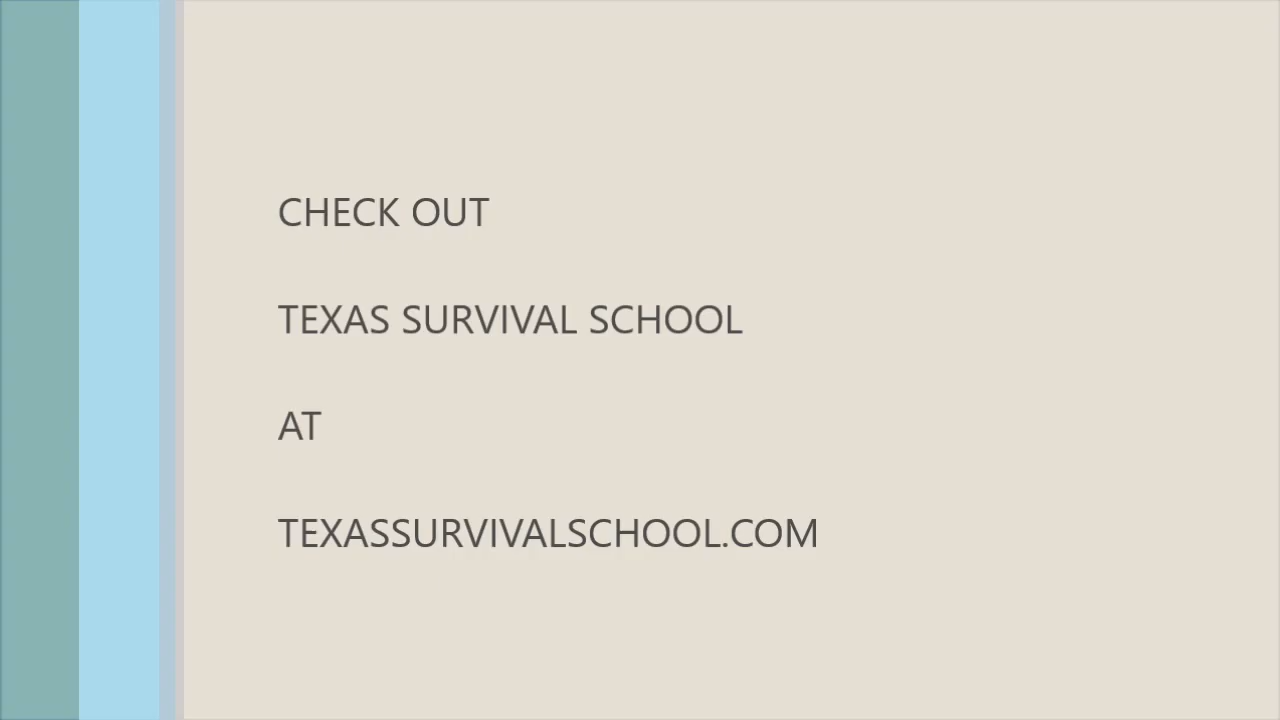 CHECK OUT
TEXAS SURVIVAL SCHOOL
AT
TEXASSURVIVALSCHOOL.COM